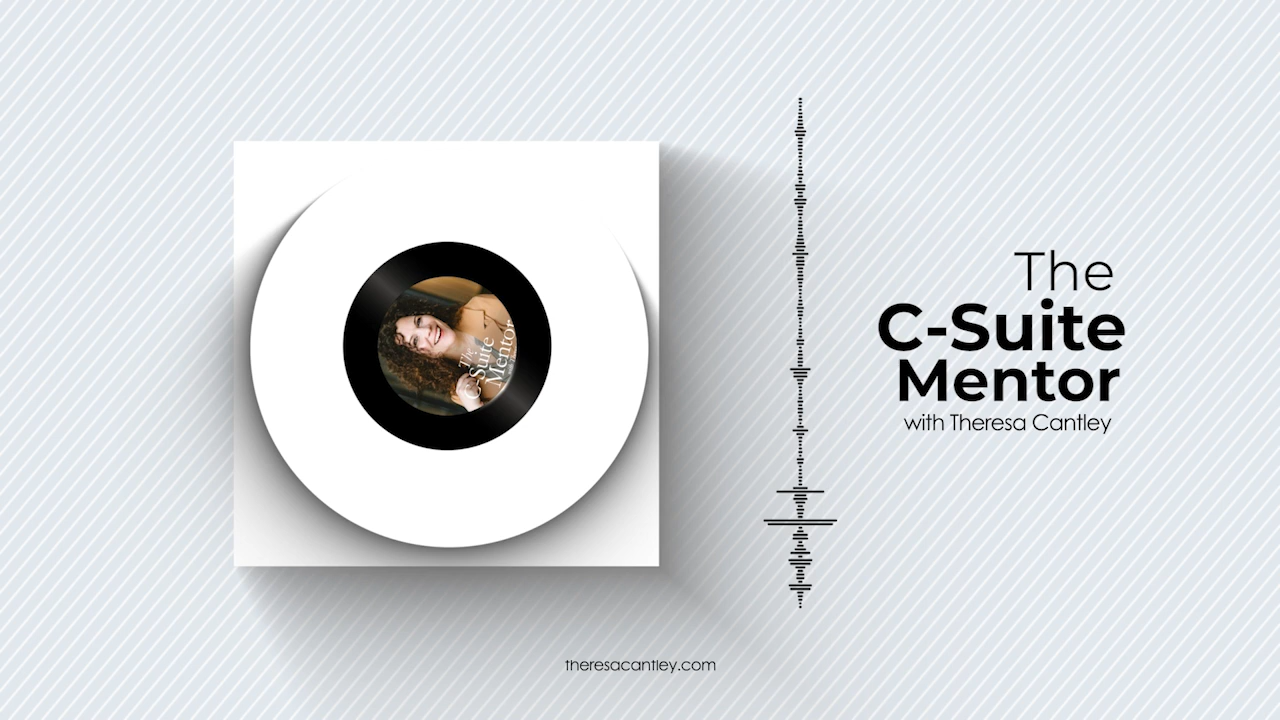 The
C-Suite
Mentor
The
C-Suite
Mentor
with Theresa Cantley
theresacantley.com